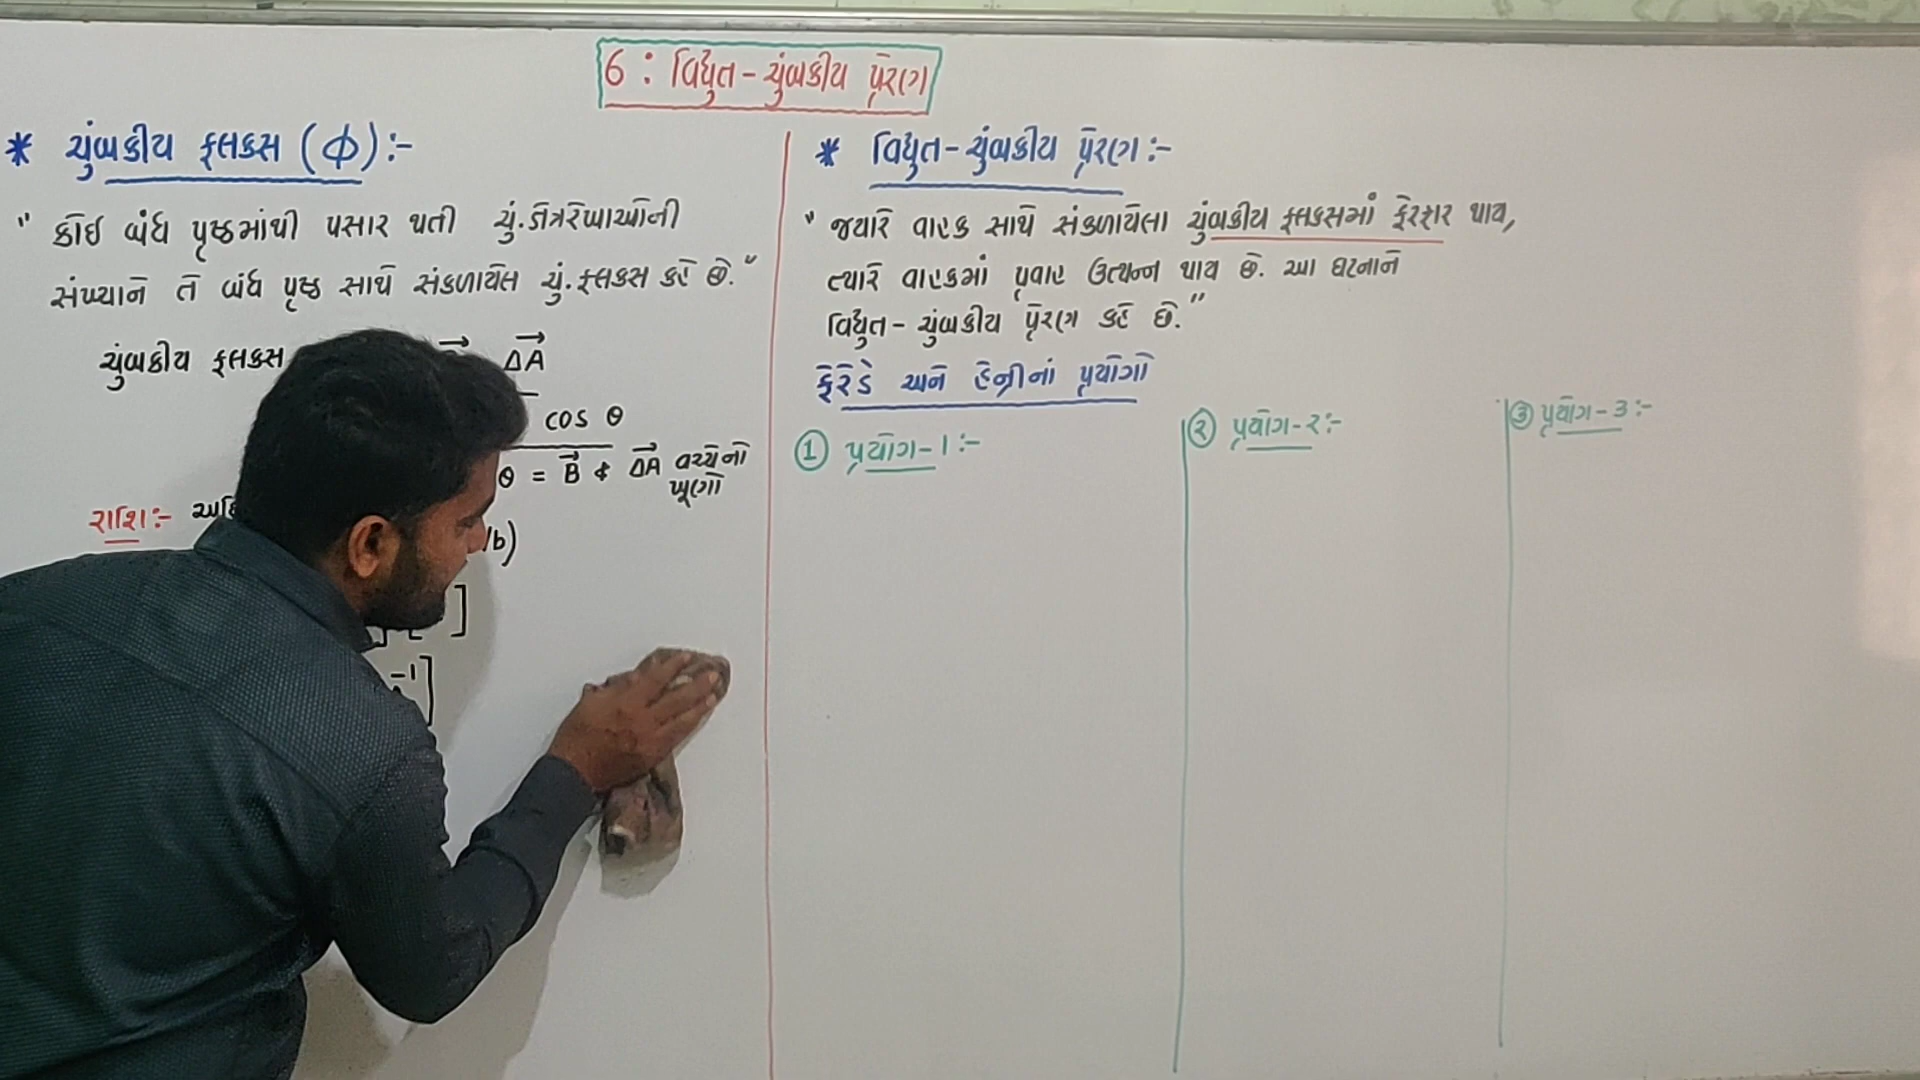 6 : વિદ્યુત - ચુંબકીય પ્રેરણ
* ચુંબકીય ફ્લક્સ (ϕ) :-
" કોઈ બંધ પૃષ્ઠમાંથી પસાર થતી ચું. ક્ષેત્રરેખાઓની
સંખ્યાને તે બંધ પૃષ્ઠ સાથે સંકળાયેલ ચું. ફ્લક્સ કહે છે. "
ચુંબકીય ફ્લક્સ
ΔA
cos θ
θ = B & ΔA વચ્ચેનો
ખૂણો
રાશિ :-
b)
]
-1]
* વિદ્યુત - ચુંબકીય પ્રેરણ :-
" જ્યારે વાહક સાથે સંકળાયેલા ચુંબકીય ફ્લક્સમાં ફેરફાર થાય,
ત્યારે વાહકમાં પ્રવાહ ઉત્પન્ન થાય છે. આ ઘટનાને
વિદ્યુત - ચુંબકીય પ્રેરણ કહે છે. "
ફેરેડે અને હેન્રીનાં પ્રયોગો
① પ્રયોગ - 1 :-
② પ્રયોગ - ૨ :-
③ પ્રયોગ - 3 :-